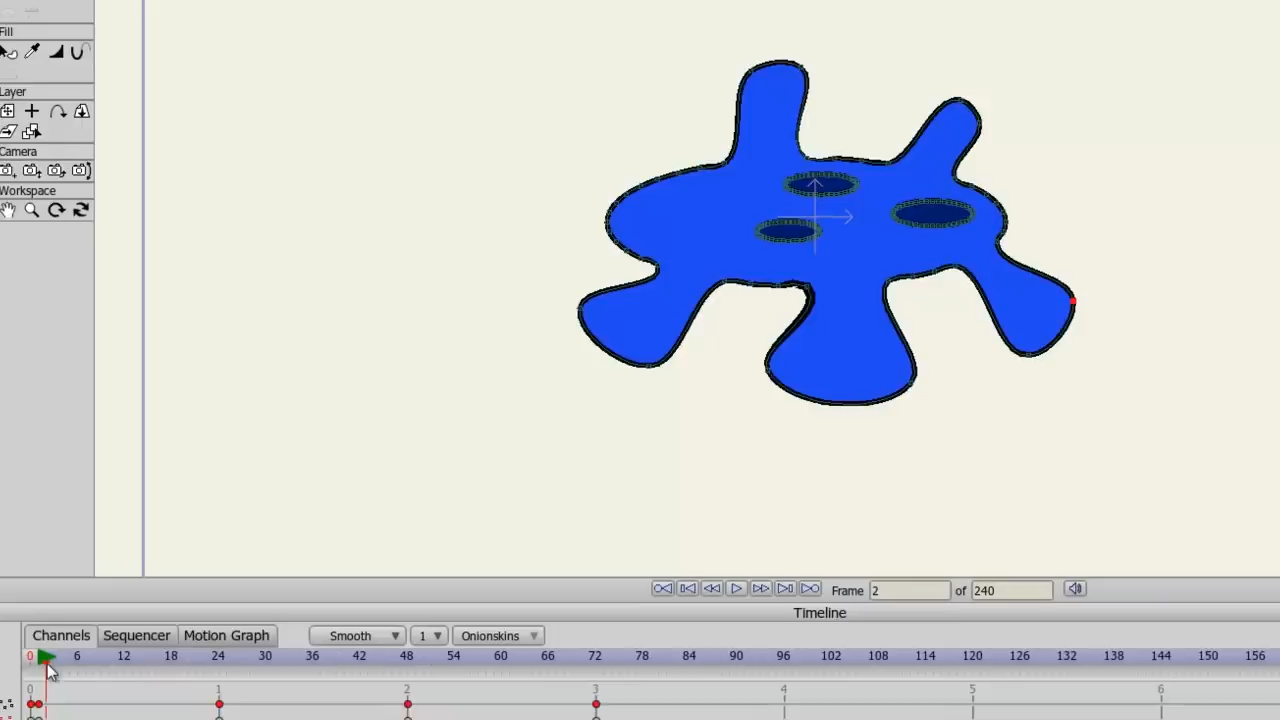 Fill
Layer
Camera
Workspace
Frame 2 of 240
Timeline
Channels Sequencer Motion Graph Smooth 1 Onionskins
0 6 12 18 24 30 36 42 48 54 60 66 72 78 84 90 96 102 108 114 120 126 132 138 144 150 156
0 1 2 3 4 5 6